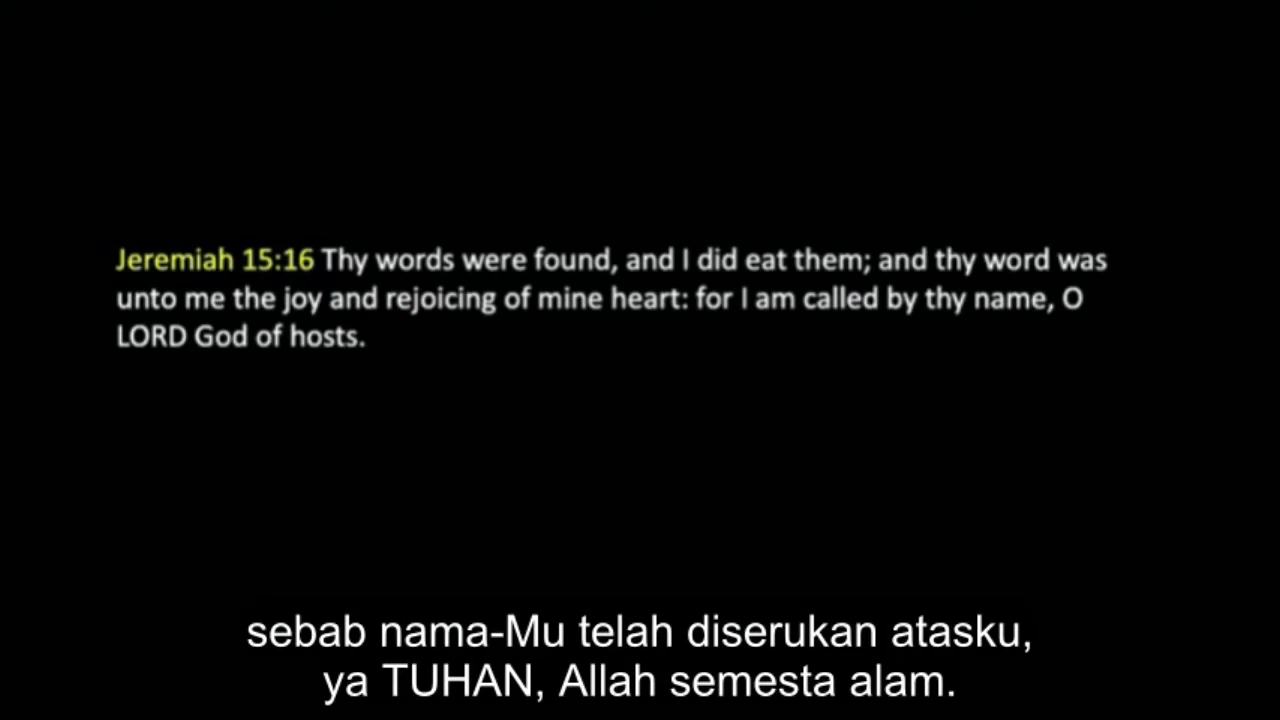 Jeremiah 15:16 Thy words were found, and I did eat them; and thy word was
unto me the joy and rejoicing of mine heart: for I am called by thy name, O
LORD God of hosts.
sebab nama-Mu telah diserukan atasku,
ya TUHAN, Allah semesta alam.